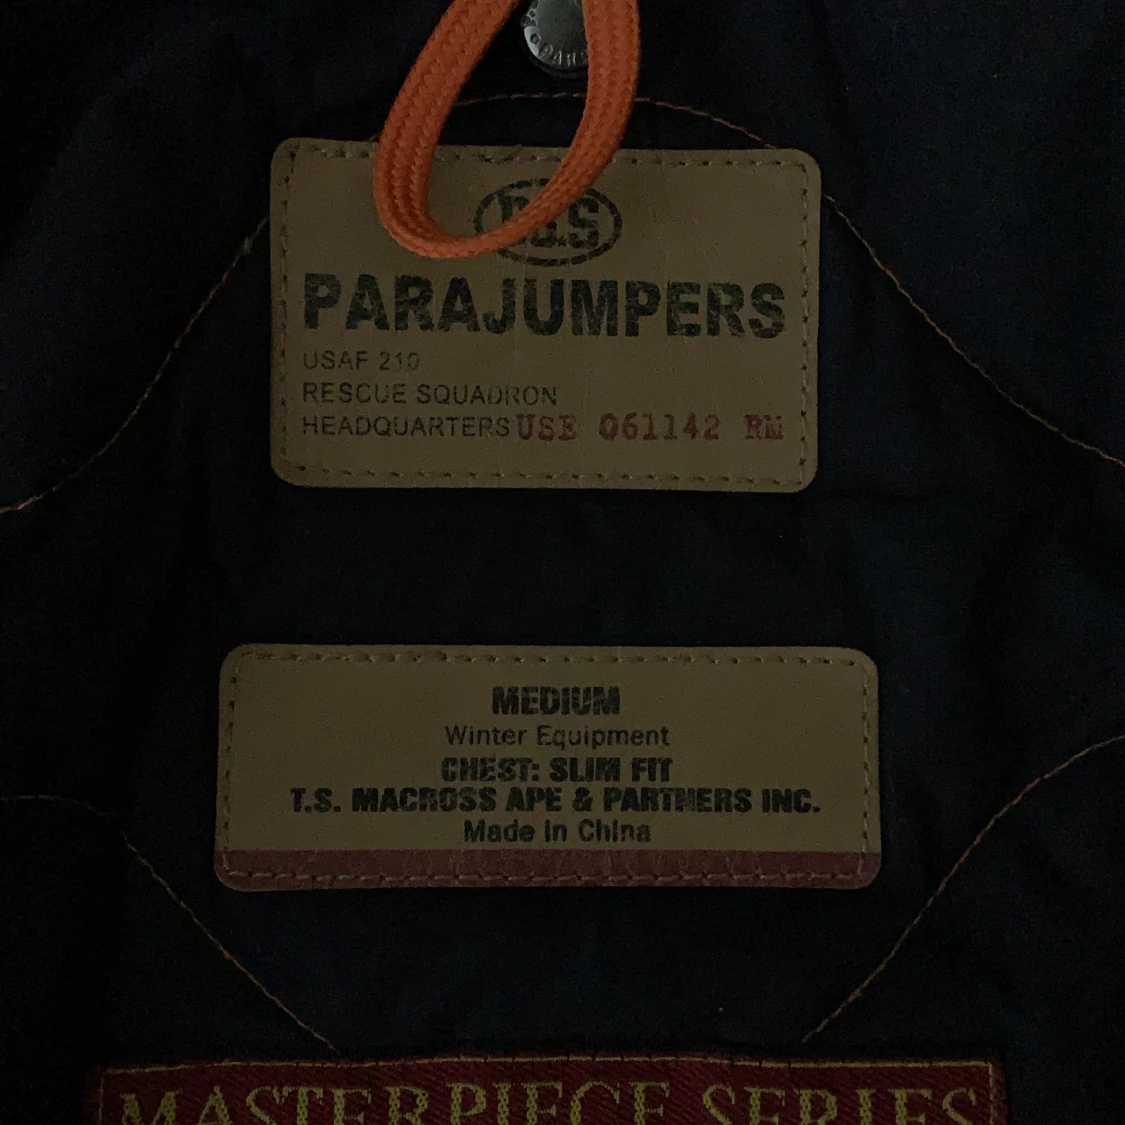 PARAJUMPERS
USAF 210
RESCUE SQUADRON
HEADQUARTERS USE 061142 RM
MEDIUM
Winter Equipment
CHEST: SLIM FIT
T.S. MACROSS APE & PARTNERS INC.
Made in China
MASTERPIECE SERIES